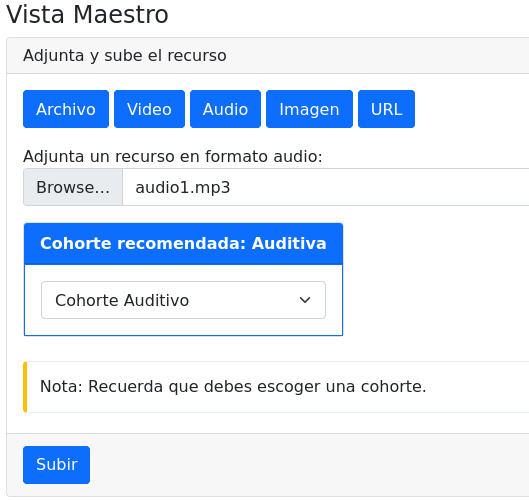 Vista Maestro
Adjunta y sube el recurso
Archivo Video Audio Imagen URL
Adjunta un recurso en formato audio:
Browse... audio1.mp3
Cohorte recomendada: Auditiva
Cohorte Auditivo
Nota: Recuerda que debes escoger una cohorte.
Subir